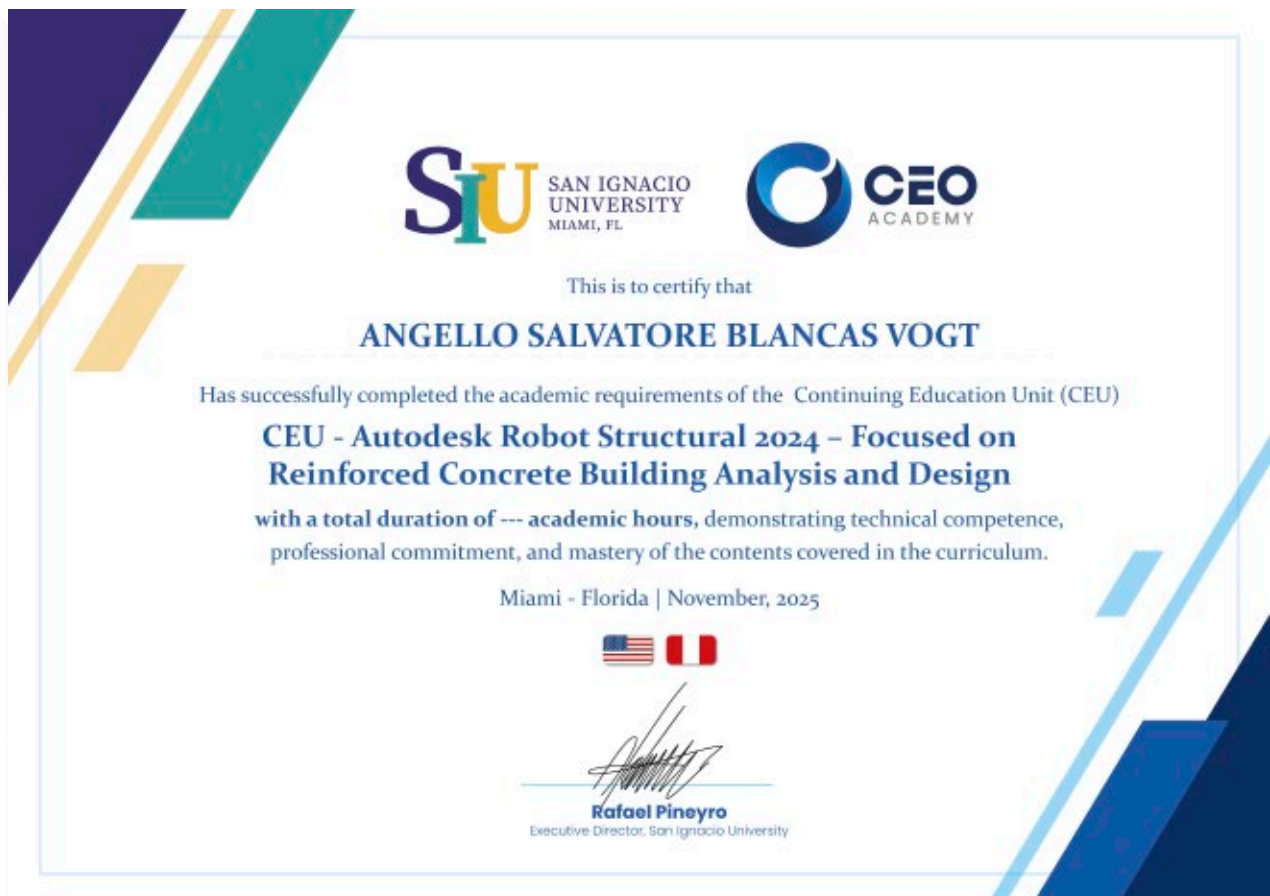 SIU
SAN IGNACIO
UNIVERSITY
MIAMI, FL
CEO
ACADEMY
This is to certify that
ANGELLO SALVATORE BLANCAS VOGT
Has successfully completed the academic requirements of the Continuing Education Unit (CEU)
CEU - Autodesk Robot Structural 2024 – Focused on
Reinforced Concrete Building Analysis and Design
with a total duration of --- academic hours, demonstrating technical competence,
professional commitment, and mastery of the contents covered in the curriculum.
Miami - Florida | November, 2025
Rafael Pineyro
Executive Director, San Ignacio University